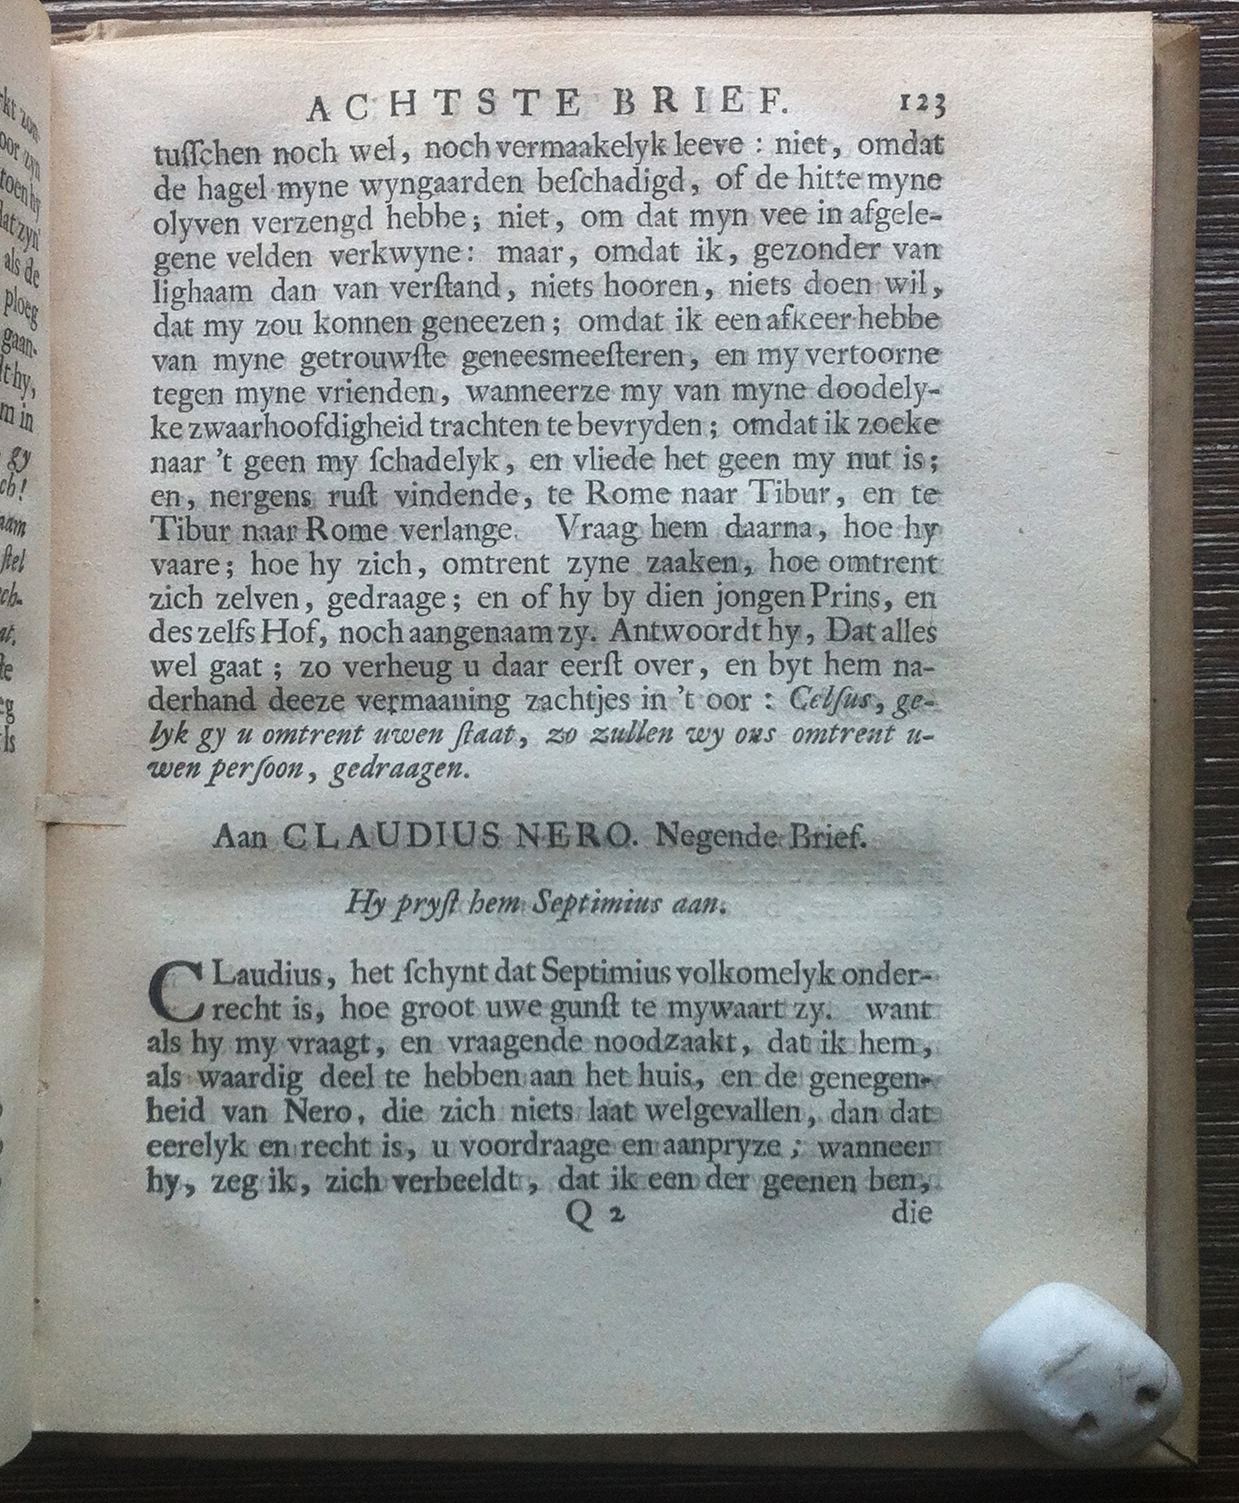 ACHTSTE BRIEF. 123
tuſſchen noch wel, noch vermaakelyk leeve : niet, omdat
de hagel myne wyngaarden beſchadigd, of de hitte myne
olyven verzengd hebbe; niet, om dat myn vee in afgele-
gene velden verkwyne: maar, omdat ik, gezonder van
lighaam dan van verſtand, niets hooren, niets doen wil,
dat my zou konnen geneezen; omdat ik een afkeer hebbe
van myne getrouwſte geneesmeeſteren, en my vertoorne
tegen myne vrienden, wanneerze my van myne doodely-
ke zwaarhoofdigheid trachten te bevryden; omdat ik zoeke
naar 't geen my ſchadelyk, en vliede het geen my nut is;
en, nergens ruſt vindende, te Rome naar Tibur, en te
Tibur naar Rome verlange. Vraag hem daarna, hoe hy
vaare; hoe hy zich, omtrent zyne zaaken, hoe omtrent
zich zelven, gedraage; en of hy by dien jongen Prins, en
des zelfs Hof, noch aangenaam zy. Antwoordt hy, Dat alles
wel gaat ; zo verheug u daar eerſt over, en byt hem na-
derhand deeze vermaaning zachtjes in 't oor : Celſus, ge-
lyk gy u omtrent uwen ſtaat, zo zullen wy ons omtrent u-
wen perſoon, gedraagen.
Aan CLAUDIUS NERO. Negende Brief.
Hy pryſt hem Septimius aan.
CLaudius, het ſchynt dat Septimius volkomelyk onder-
recht is, hoe groot uwe gunſt te mywaart zy. want
als hy my vraagt, en vraagende noodzaakt, dat ik hem,
als waardig deel te hebben aan het huis, en de genegen-
heid van Nero, die zich niets laat welgevallen, dan dat
eerelyk en recht is, u voordraage en aanpryze ; wanneer
hy, zeg ik, zich verbeeldt, dat ik een der geenen ben,
Q 2 die